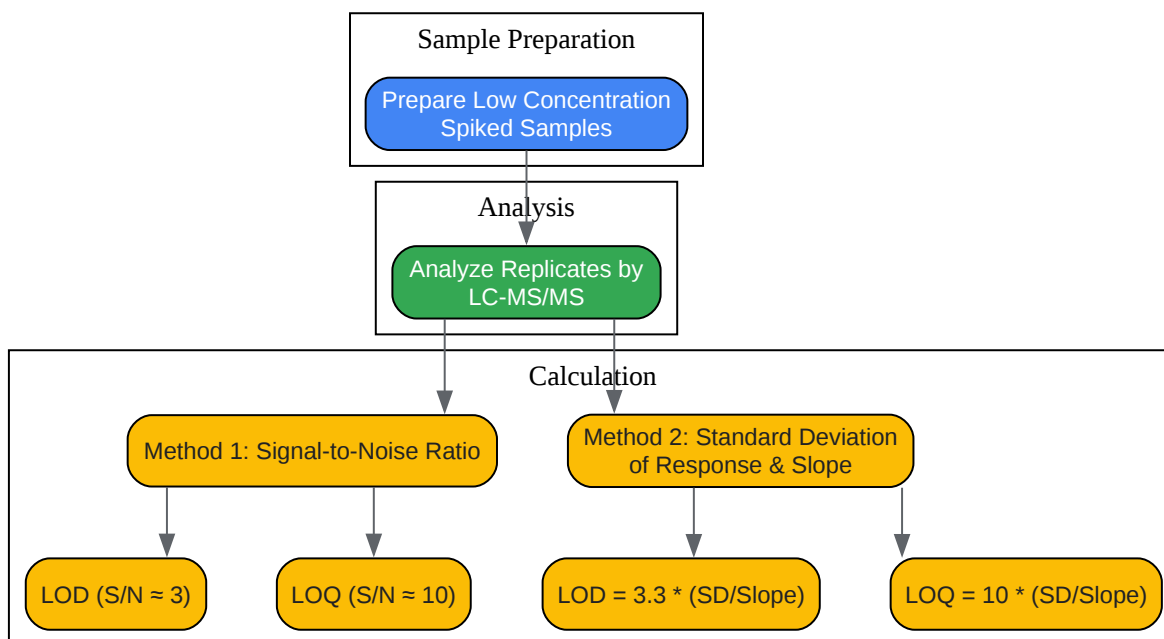 Sample Preparation
Prepare Low Concentration
Spiked Samples
Analysis
Analyze Replicates by
LC-MS/MS
Calculation
Method 1: Signal-to-Noise Ratio
Method 2: Standard Deviation
of Response & Slope
LOD (S/N ≈ 3)
LOQ (S/N ≈ 10)
LOD = 3.3 * (SD/Slope)
LOQ = 10 * (SD/Slope)